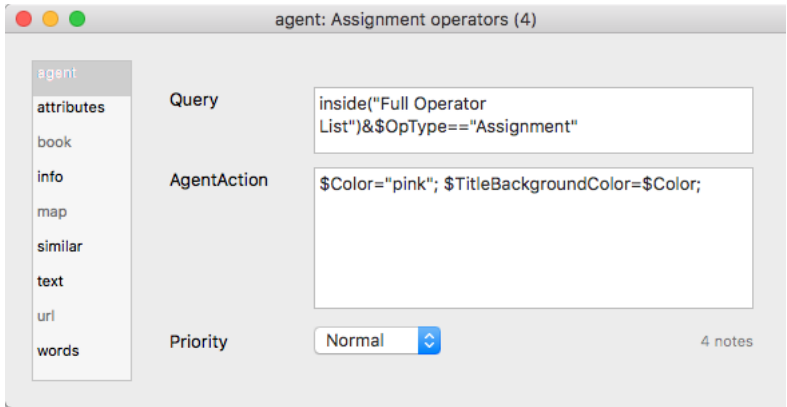 agent: Assignment operators (4)
agent
attributes
book
info
map
similar
text
url
words
Query
inside("Full Operator
List")&$OpType=="Assignment"
AgentAction
$Color="pink"; $TitleBackgroundColor=$Color;
Priority
Normal
4 notes